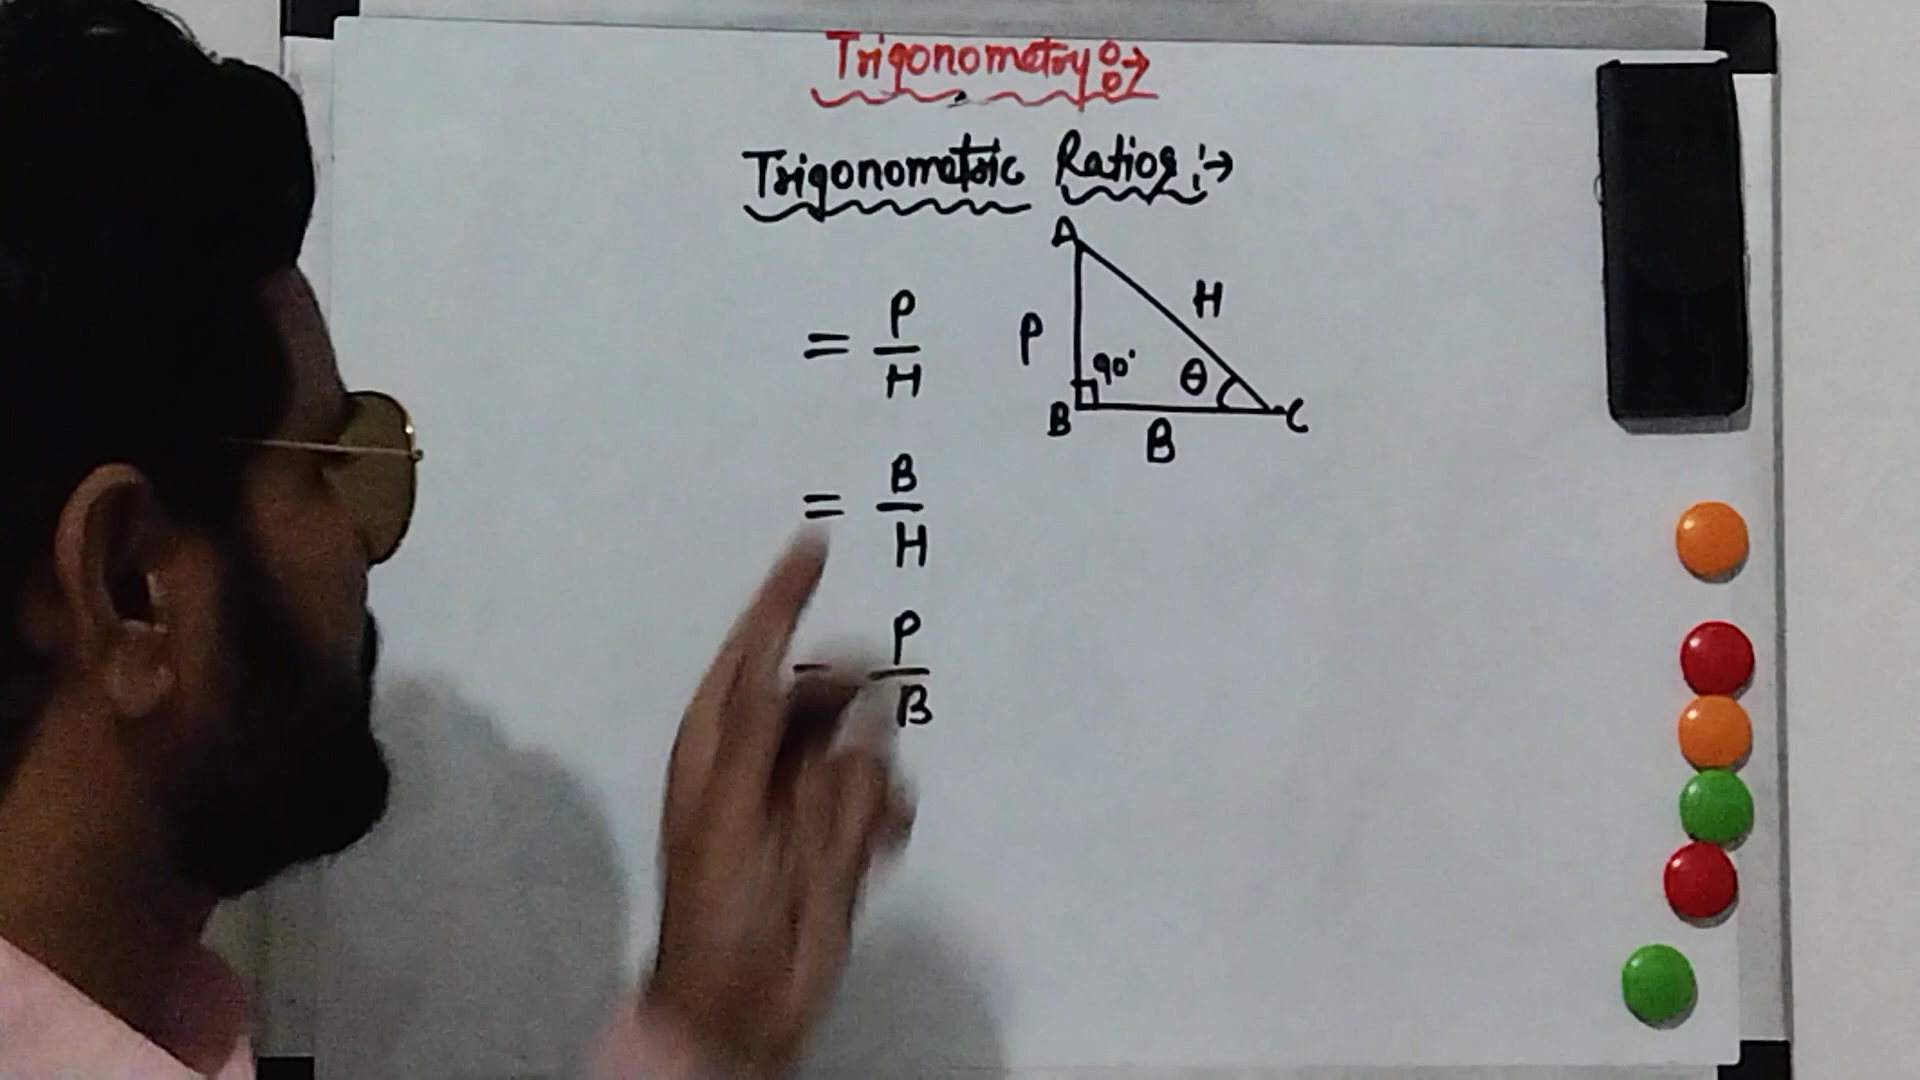 Trigonometry :→
Trigonometric Ratios :→
A
= P/H
P
H
90°
θ
B
C
B
= B/H
= P/B